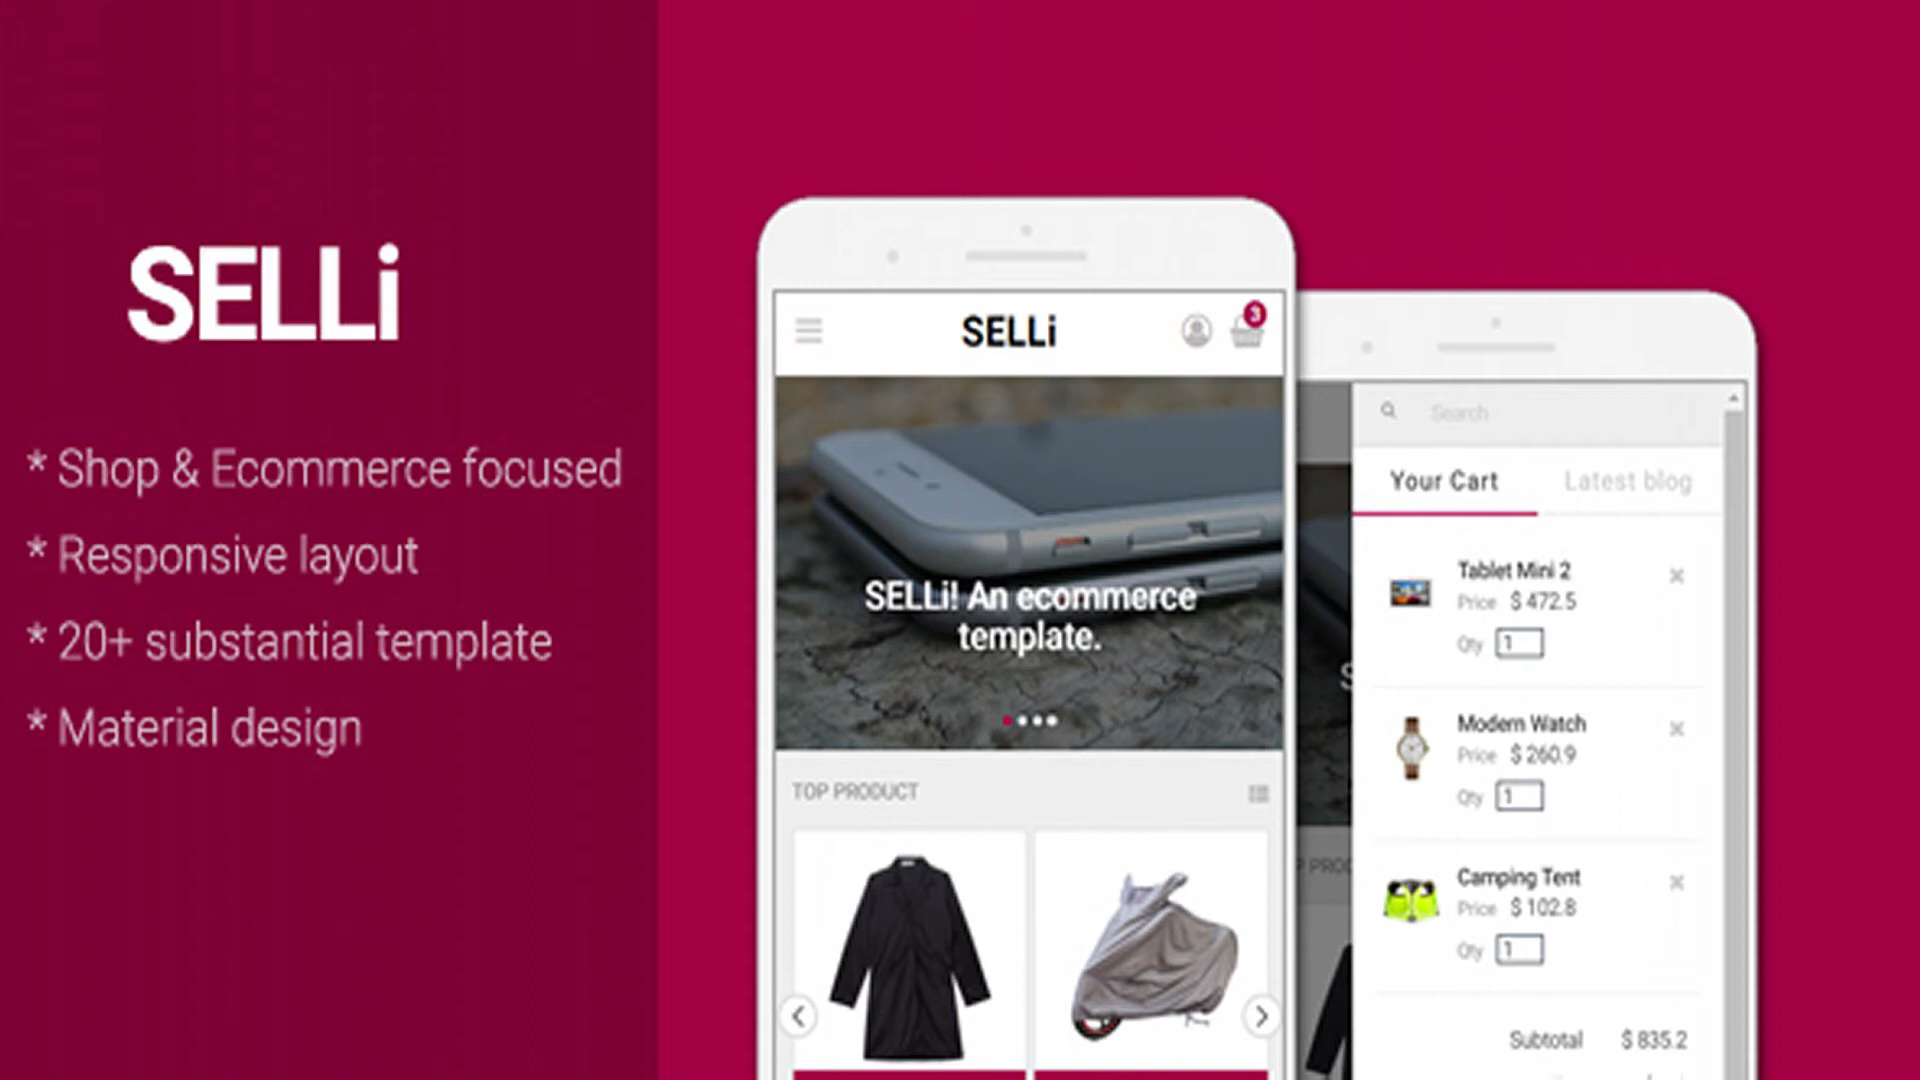 SELLi
* Shop & Ecommerce focused
* Responsive layout
* 20+ substantial template
* Material design
SELLi
3
SELLi! An ecommerce
template.
TOP PRODUCT
Search
Your Cart
Latest blog
Tablet Mini 2
Price $ 472.5
Qty 1
Modern Watch
Price $ 260.9
Qty 1
Camping Tent
Price $ 102.8
Qty 1
Subtotal $ 835.2